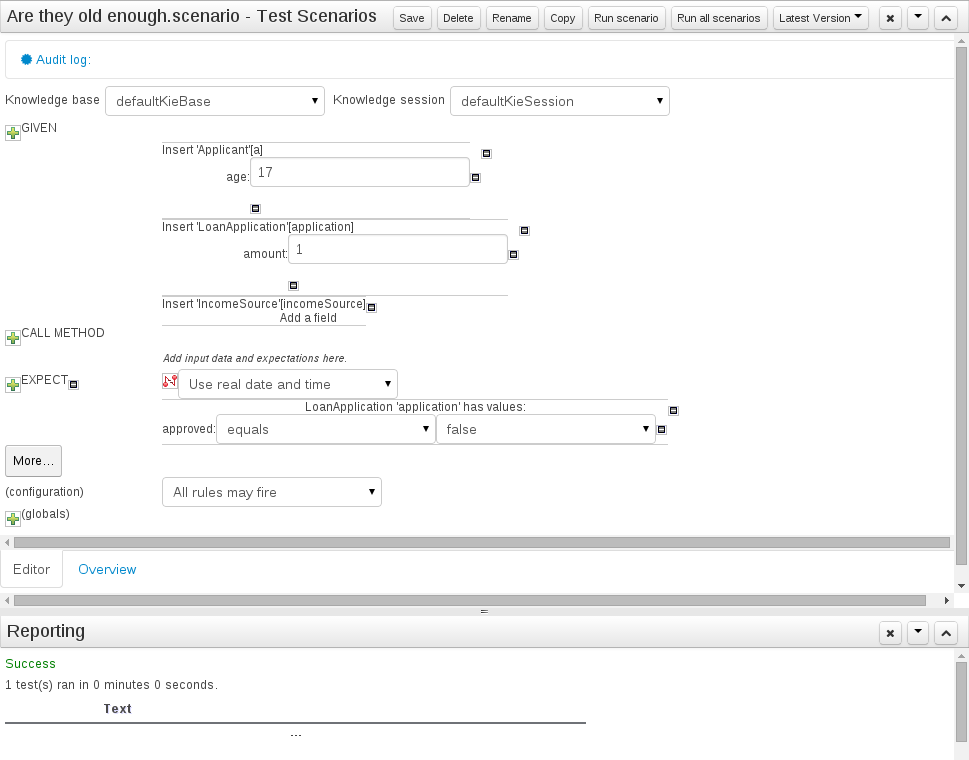 Are they old enough.scenario - Test Scenarios Save Delete Rename Copy Run scenario Run all scenarios Latest Version
Audit log:
Knowledge base defaultKieBase Knowledge session defaultKieSession
GIVEN
Insert 'Applicant'[a]
age: 17
Insert 'LoanApplication'[application]
amount: 1
Insert 'IncomeSource'[incomeSource]
Add a field
CALL METHOD
Add input data and expectations here.
EXPECT Use real date and time
LoanApplication 'application' has values:
approved: equals false
More...
(configuration) All rules may fire
(globals)
Editor Overview
Reporting
Success
1 test(s) ran in 0 minutes 0 seconds.
Text
...